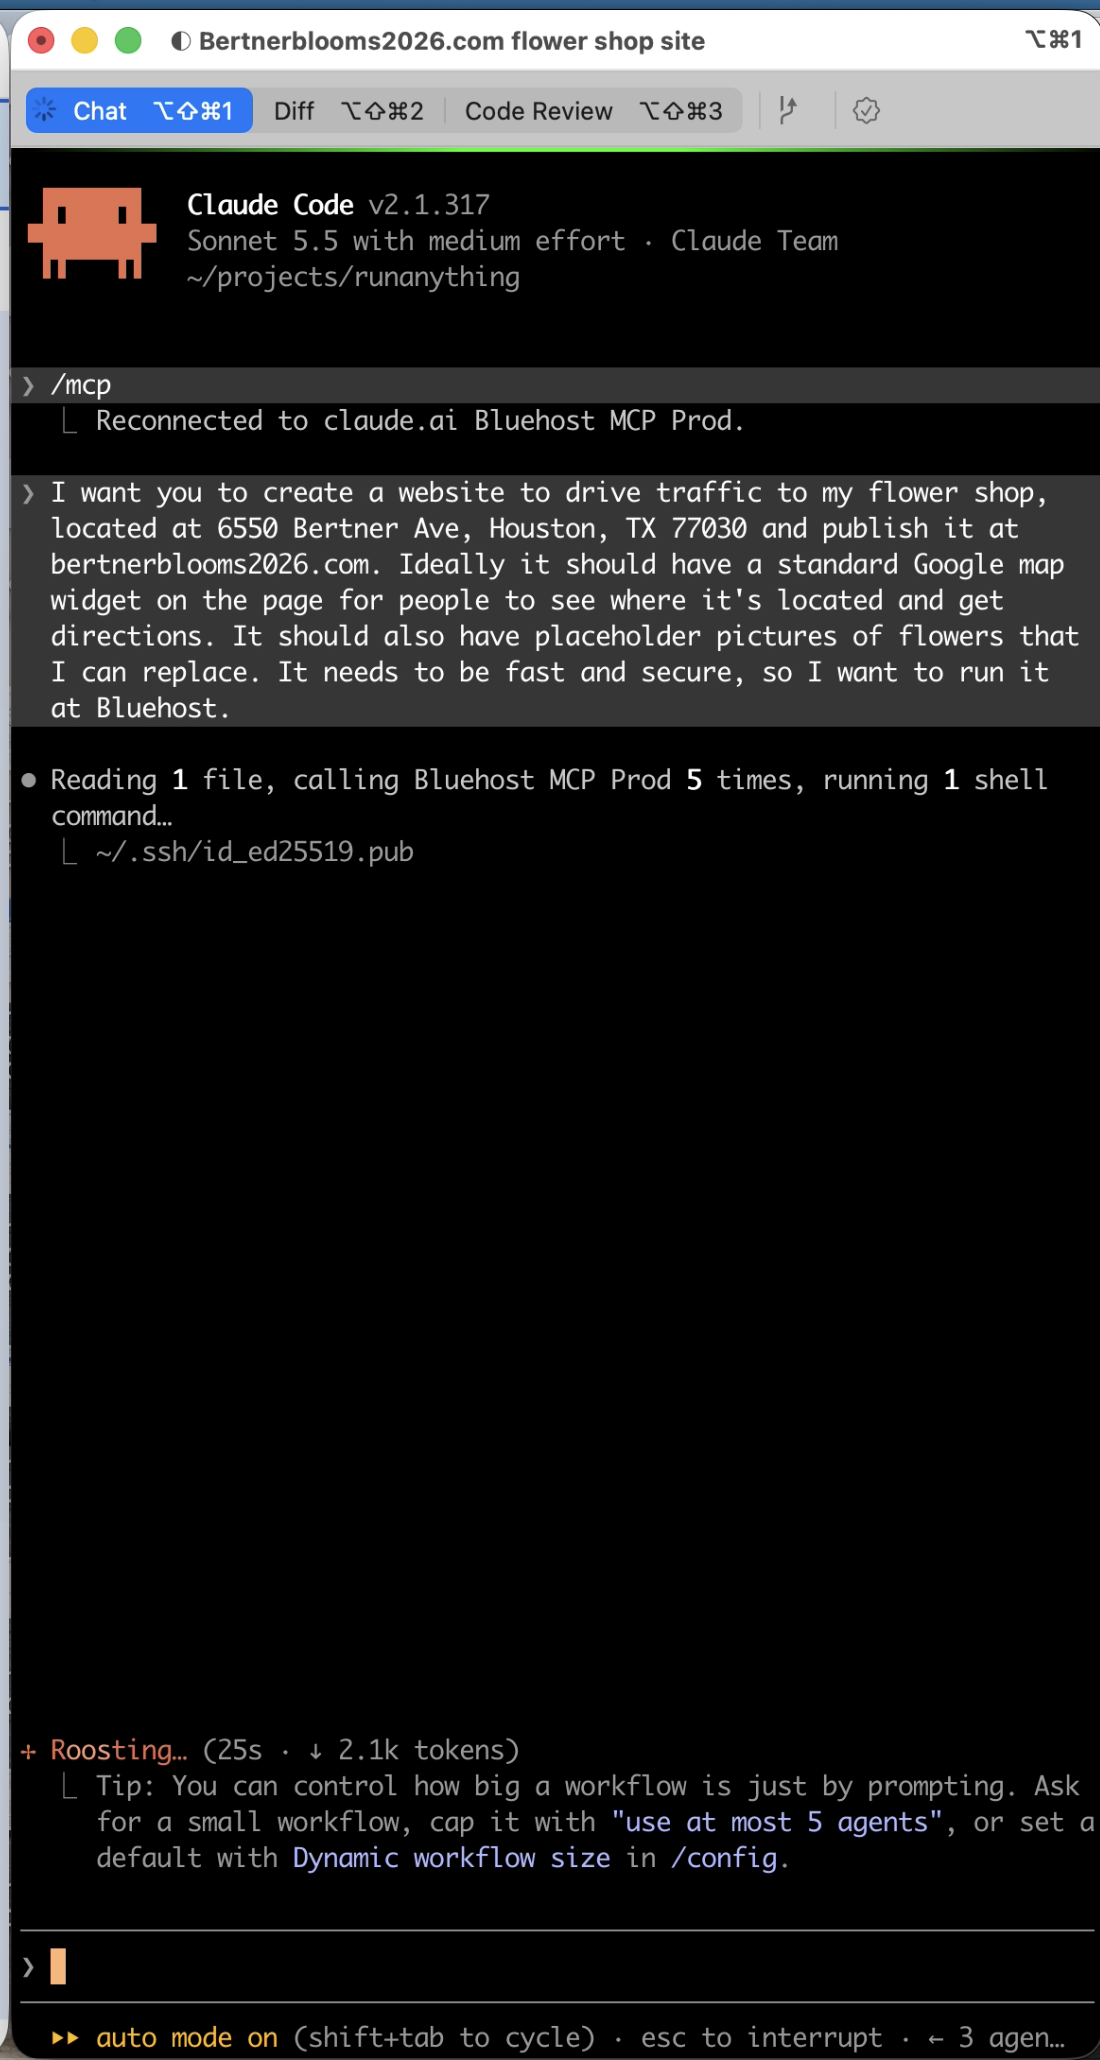 Bertnerblooms2026.com flower shop site ⌥⌘1
Chat ⌥⇧⌘1 Diff ⌥⇧⌘2 Code Review ⌥⇧⌘3
Claude Code v2.1.317
Sonnet 5.5 with medium effort · Claude Team
~/projects/runanything
❯ /mcp
⎿ Reconnected to claude.ai Bluehost MCP Prod.
❯ I want you to create a website to drive traffic to my flower shop,
located at 6550 Bertner Ave, Houston, TX 77030 and publish it at
bertnerblooms2026.com. Ideally it should have a standard Google map
widget on the page for people to see where it's located and get
directions. It should also have placeholder pictures of flowers that
I can replace. It needs to be fast and secure, so I want to run it
at Bluehost.
● Reading 1 file, calling Bluehost MCP Prod 5 times, running 1 shell
command…
⎿ ~/.ssh/id_ed25519.pub
Roosting… (25s · ↓ 2.1k tokens)
⎿ Tip: You can control how big a workflow is just by prompting. Ask
for a small workflow, cap it with "use at most 5 agents", or set a
default with Dynamic workflow size in /config.
❯
⏵⏵ auto mode on (shift+tab to cycle) · esc to interrupt · ← 3 agen…